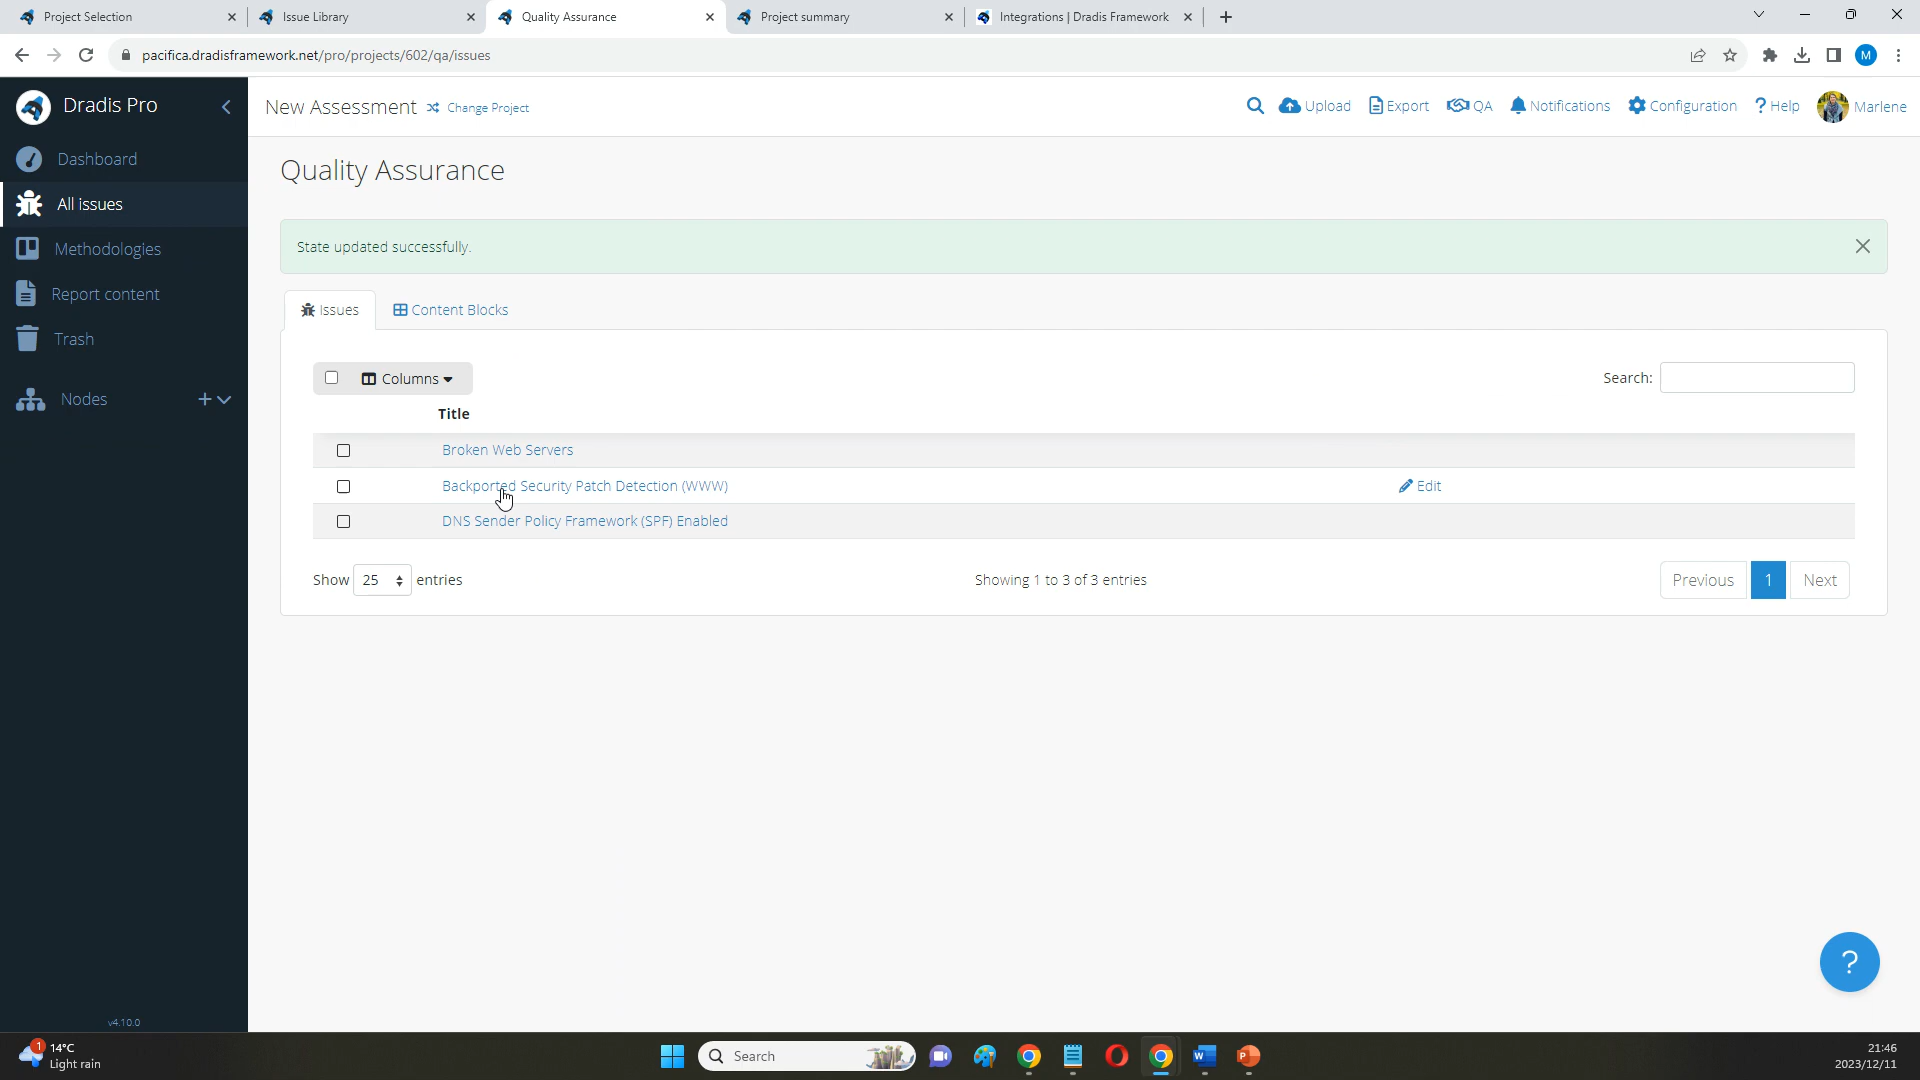 Project Selection
Issue Library
Quality Assurance
Project summary
Integrations | Dradis Framework
pacifica.dradisframework.net/pro/projects/602/qa/issues
M
Dradis Pro
New Assessment
Change Project
Upload
Export
QA
Notifications
Configuration
? Help
Marlene
Dashboard
All issues
Methodologies
Report content
Trash
Nodes
Quality Assurance
State updated successfully.
Issues
Content Blocks
Columns
Search:
Title
Broken Web Servers
Backported Security Patch Detection (WWW)
Edit
DNS Sender Policy Framework (SPF) Enabled
Show 25 entries
Showing 1 to 3 of 3 entries
Previous
1
Next
?
v4.10.0
1
14°C
Light rain
Search
W
P
21:46
2023/12/11